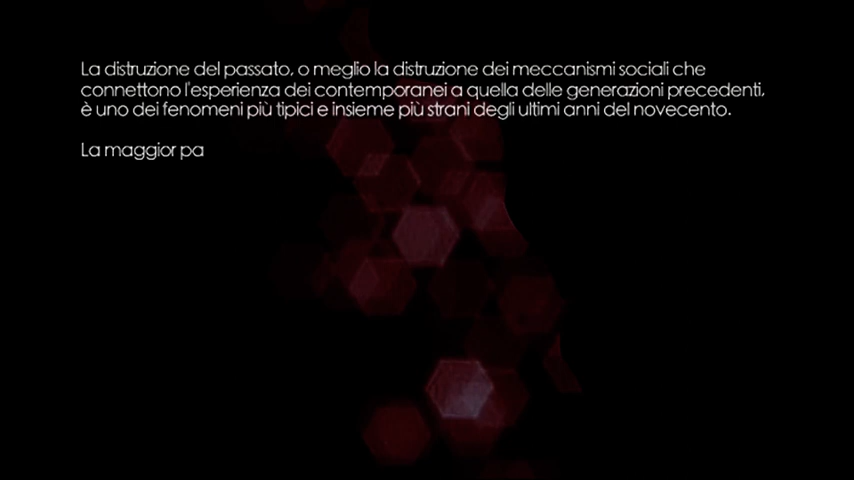 La distruzione del passato, o meglio la distruzione dei meccanismi sociali che
connettono l'esperienza dei contemporanei a quella delle generazioni precedenti,
è uno dei fenomeni più tipici e insieme più strani degli ultimi anni del novecento.
La maggior pa